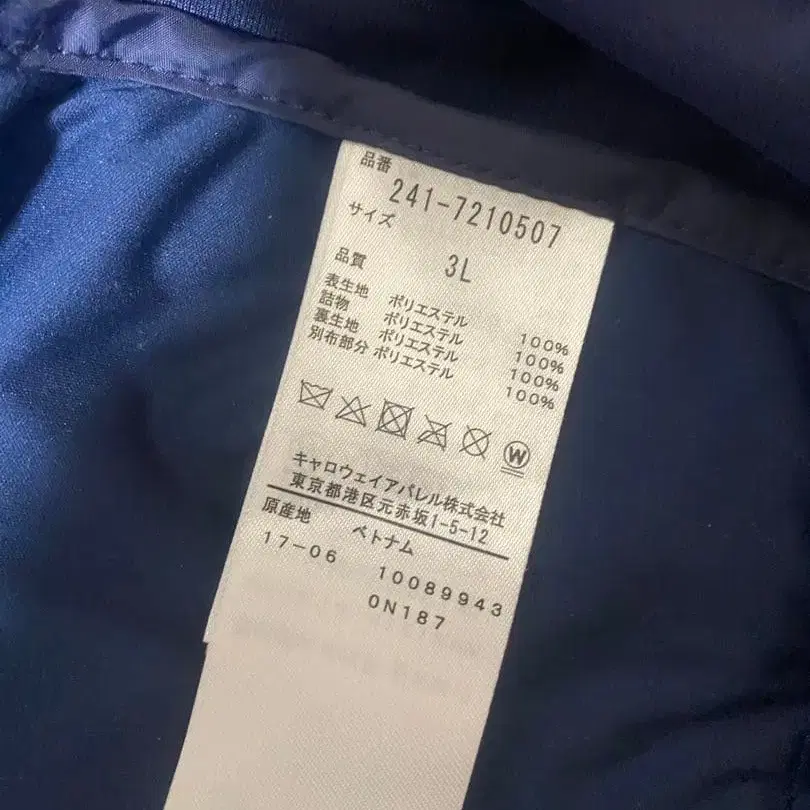 品番
241-7210507
サイズ
3L
品質
表生地 ポリエステル 100%
詰物 ポリエステル 100%
裏生地 ポリエステル 100%
別布部分 ポリエステル 100%
W
キャロウェイアパレル株式会社
東京都港区元赤坂1-5-12
原産地 ベトナム
17-06 10089943
0N187